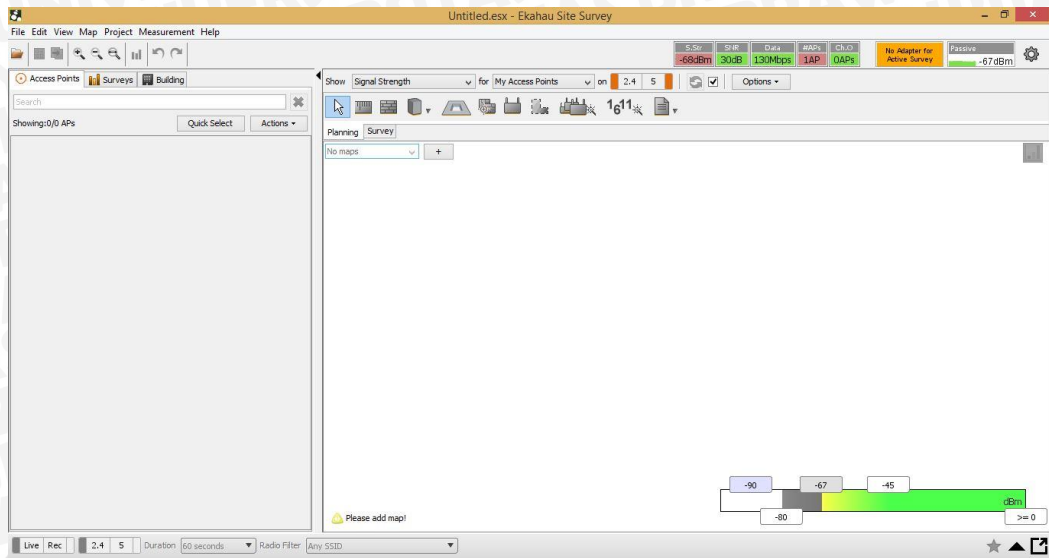 Untitled.esx - Ekahau Site Survey
File Edit View Map Project Measurement Help
S.Str SNR Data #APs Ch.O
-68dBm 30dB 130Mbps 1AP 0APs
No Adapter for
Active Survey
Passive
-67dBm
Access Points Surveys Building
Search
Showing:0/0 APs Quick Select Actions
Show Signal Strength for My Access Points on 2.4 5 Options
1611
Planning Survey
No maps +
Please add map!
-90 -67 -45
dBm
-80 >= 0
Live Rec 2.4 5 Duration 60 seconds Radio Filter Any SSID